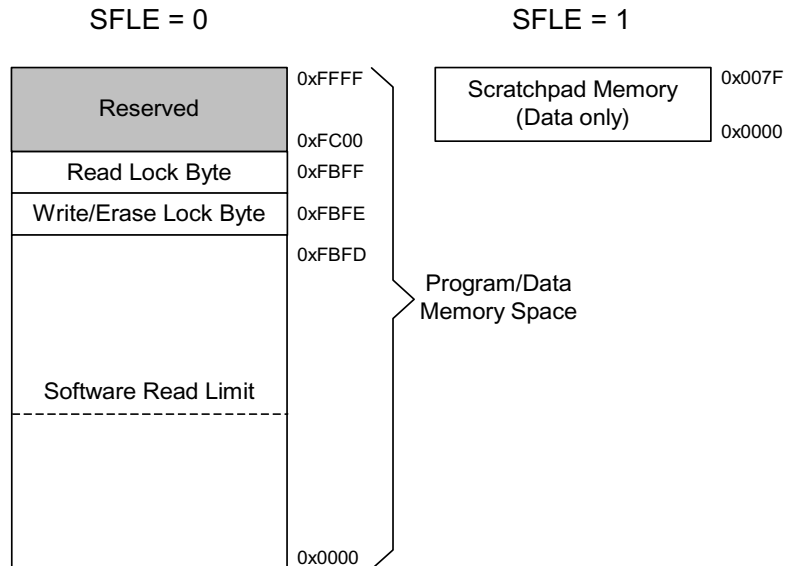 SFLE = 0
Reserved
Read Lock Byte
Write/Erase Lock Byte
Software Read Limit
0xFFFF
0xFC00
0xFBFF
0xFBFE
0xFBFD
0x0000
Program/Data
Memory Space
SFLE = 1
Scratchpad Memory
(Data only)
0x007F
0x0000